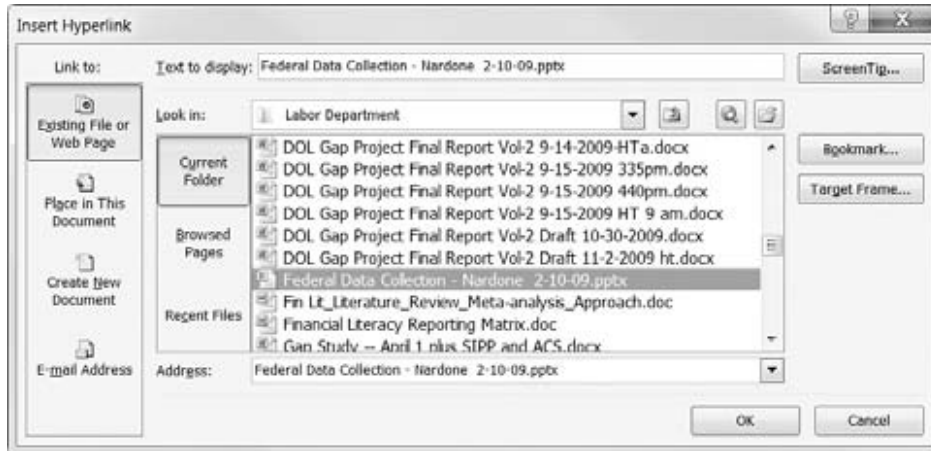 Insert Hyperlink
Link to:
Text to display: Federal Data Collection - Nardone 2-10-09.pptx
ScreenTip...
Existing File or
Web Page
Place in This
Document
Create New
Document
E-mail Address
Look in:
Labor Department
Current
Folder
Browsed
Pages
Recent Files
DOL Gap Project Final Report Vol-2 9-14-2009-HTa.docx
DOL Gap Project Final Report Vol-2 9-15-2009 335pm.docx
DOL Gap Project Final Report Vol-2 9-15-2009 440pm.docx
DOL Gap Project Final Report Vol-2 9-15-2009 HT 9 am.docx
DOL Gap Project Final Report Vol-2 Draft 10-30-2009.docx
DOL Gap Project Final Report Vol-2 Draft 11-2-2009 ht.docx
Federal Data Collection - Nardone 2-10-09.pptx
Fin Lit_Literature_Review_Meta-analysis_Approach.doc
Financial Literacy Reporting Matrix.doc
Gap Study -- April 1 plus SIPP and ACS.docx
Bookmark...
Target Frame...
Address: Federal Data Collection - Nardone 2-10-09.pptx
OK
Cancel